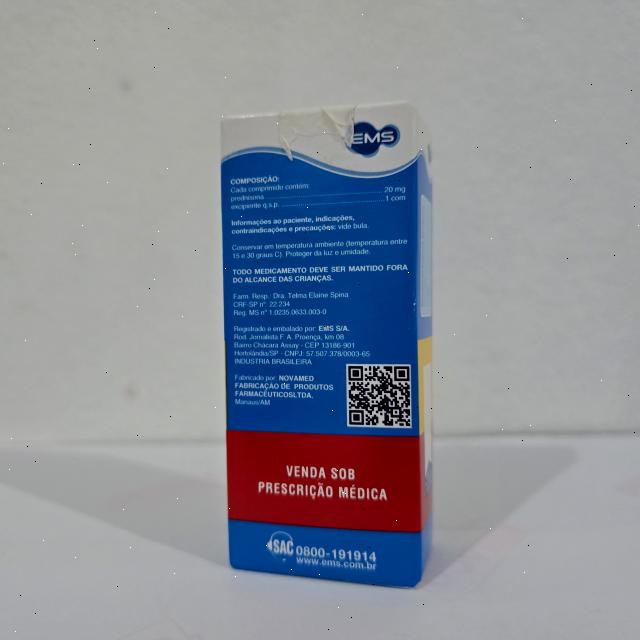 EMS
COMPOSIÇÃO:
Cada comprimido contém:
prednisona ........................................ 20 mg
excipiente q.s.p. .................................... 1 com
Informações ao paciente, indicações,
contraindicações e precauções: vide bula.
Conservar em temperatura ambiente (temperatura entre
15 e 30 graus C). Proteger da luz e umidade.
TODO MEDICAMENTO DEVE SER MANTIDO FORA
DO ALCANCE DAS CRIANÇAS.
Farm. Resp.: Dra. Telma Elaine Spina
CRF-SP nº 22.234
Reg. MS nº 1.0235.0633.003-0
Registrado e embalado por: EMS S/A.
Rod. Jornalista F. A. Proença, km 08
Bairro Chácara Assay - CEP 13186-901
Hortolândia/SP - CNPJ: 57.507.378/0003-65
INDUSTRIA BRASILEIRA
Fabricado por: NOVAMED
FABRICAÇÃO DE PRODUTOS
FARMACÊUTICOSLTDA.
Manaus/AM
VENDA SOB
PRESCRIÇÃO MÉDICA
SAC 0800-191914
www.ems.com.br